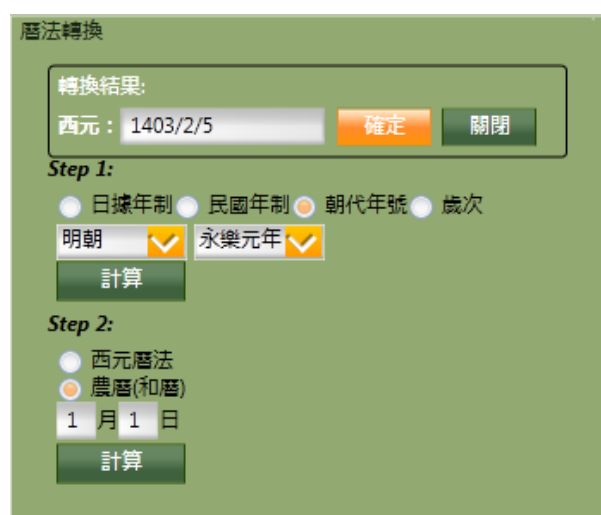 曆法轉換
轉換結果:
西元： 1403/2/5 確定 關閉
Step 1:
日據年制 民國年制 朝代年號 歲次
明朝 永樂元年
計算
Step 2:
西元曆法
農曆(和曆)
1 月 1 日
計算